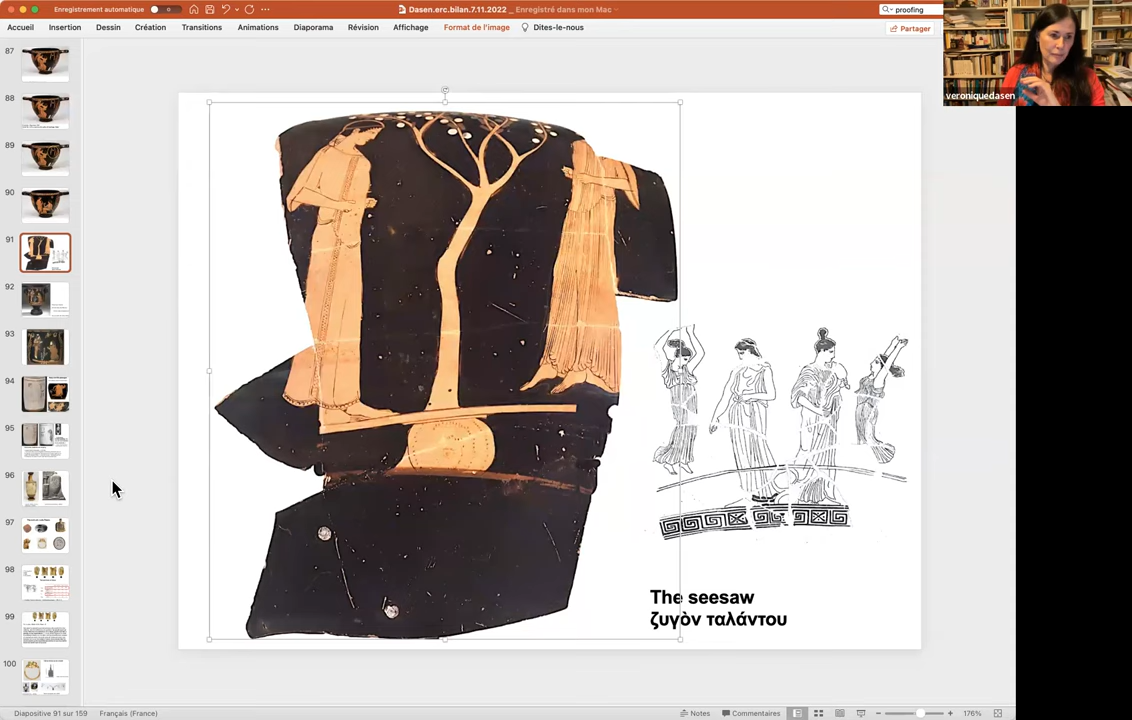 Enregistrement automatique
Dasen.erc.bilan.7.11.2022 _ Enregistré dans mon Mac
proofing
Accueil Insertion Dessin Création Transitions Animations Diaporama Révision Affichage Format de l'image Dites-le-nous
Partager
veroniquedasen
87
88
89
90
91
92
93
94
95
96
97
98
99
100
The seesaw
ζυγὸν ταλάντου
Diapositive 91 sur 159 Français (France) Notes Commentaires 176%